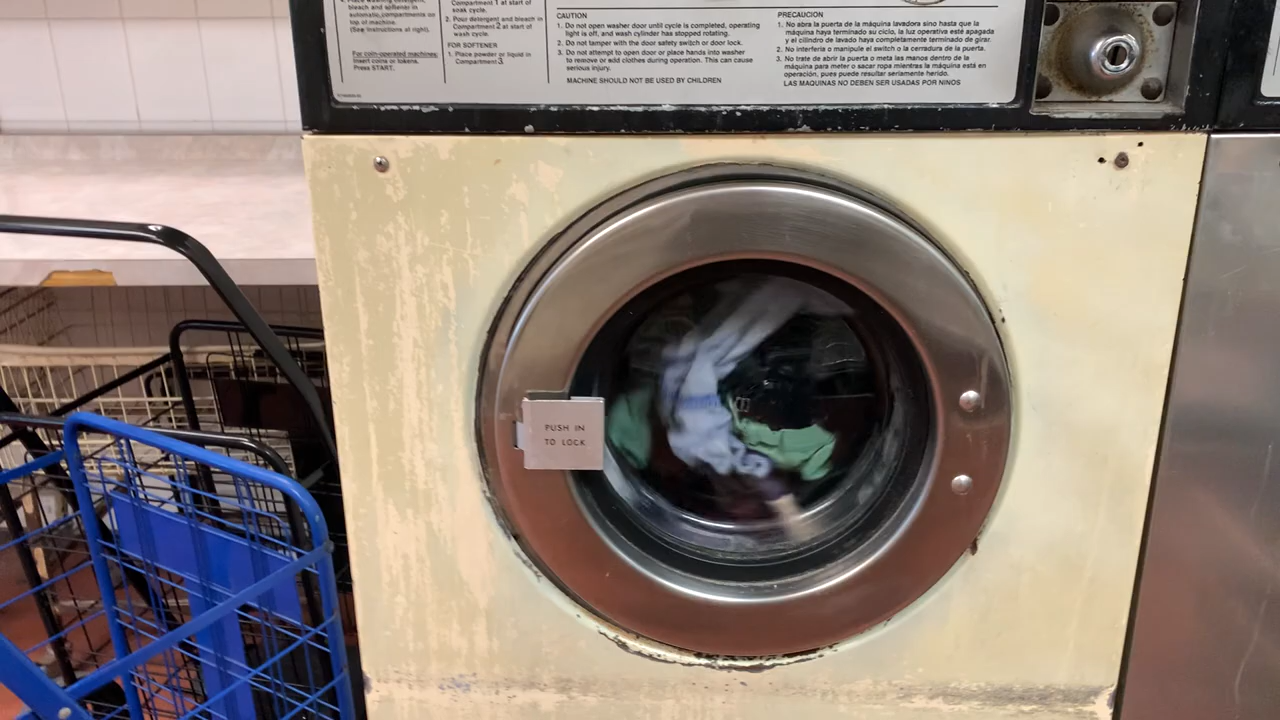 4. Place washing detergent,
bleach and softener in
automatic compartments on
top of machine.
(See instructions at right).
For coin-operated machines:
Insert coins or tokens.
Press START.
Compartment 1 at start of
soak cycle.
2. Pour detergent and bleach in
Compartment 2 at start of
wash cycle.
FOR SOFTENER
1. Place powder or liquid in
Compartment 3.
CAUTION
1. Do not open washer door until cycle is completed, operating
light is off, and wash cylinder has stopped rotating.
2. Do not tamper with the door safety switch or door lock.
3. Do not attempt to open door or place hands into washer
to remove or add clothes during operation. This can cause
serious injury.
MACHINE SHOULD NOT BE USED BY CHILDREN
PRECAUCION
1. No abra la puerta de la máquina lavadora sino hasta que la
máquina haya terminado su ciclo, la luz operativa esté apagada
y el cilindro de lavado haya completamente terminado de girar.
2. No interfería o manipule el switch o la cerradura de la puerta.
3. No trate de abrir la puerta o meta las manos dentro de la
máquina para meter o sacar ropa mientras la máquina está en
operación, pues puede resultar seriamente herido.
LAS MAQUINAS NO DEBEN SER USADAS POR NINOS
PUSH IN
TO LOCK